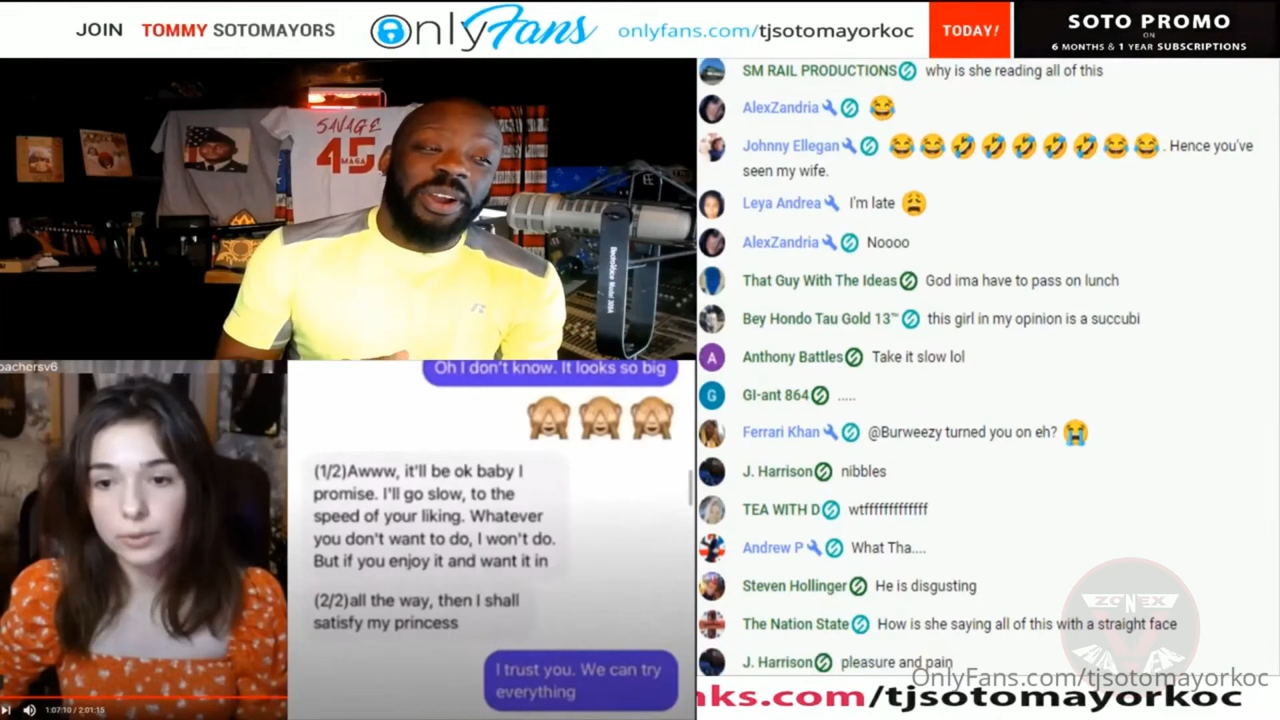 JOIN TOMMY SOTOMAYORS OnlyFans onlyfans.com/tjsotomayorkoc TODAY! SOTO PROMO
ON
6 MONTHS & 1 YEAR SUBSCRIPTIONS
SAVAGE
45
MAGA
SM RAIL PRODUCTIONS why is she reading all of this
AlexZandria 😂
Johnny Ellegan 😂😂🤣🤣🤣🤣🤣😂😂. Hence you've
seen my wife.
Leya Andrea I'm late 😩
AlexZandria Noooo
That Guy With The Ideas God ima have to pass on lunch
Bey Hondo Tau Gold 13™ this girl in my opinion is a succubi
A Anthony Battles Take it slow lol
G GI-ant 864 .....
Ferrari Khan @Burweezy turned you on eh? 😭
J. Harrison nibbles
TEA WITH D wtfffffffffffff
Andrew P What Tha....
Steven Hollinger He is disgusting
The Nation State How is she saying all of this with a straight face
J. Harrison pleasure and pain
pachersv6
Oh I don't know. It looks so big
🙈🙈🙈
(1/2)Awww, it'll be ok baby I
promise. I'll go slow, to the
speed of your liking. Whatever
you don't want to do, I won't do.
But if you enjoy it and want it in
(2/2)all the way, then I shall
satisfy my princess
I trust you. We can try
everything
1:07:10 / 2:01:15
ZONEX
OnlyFans.com/tjsotomayorkoc
nks.com/tjsotomayorkoc